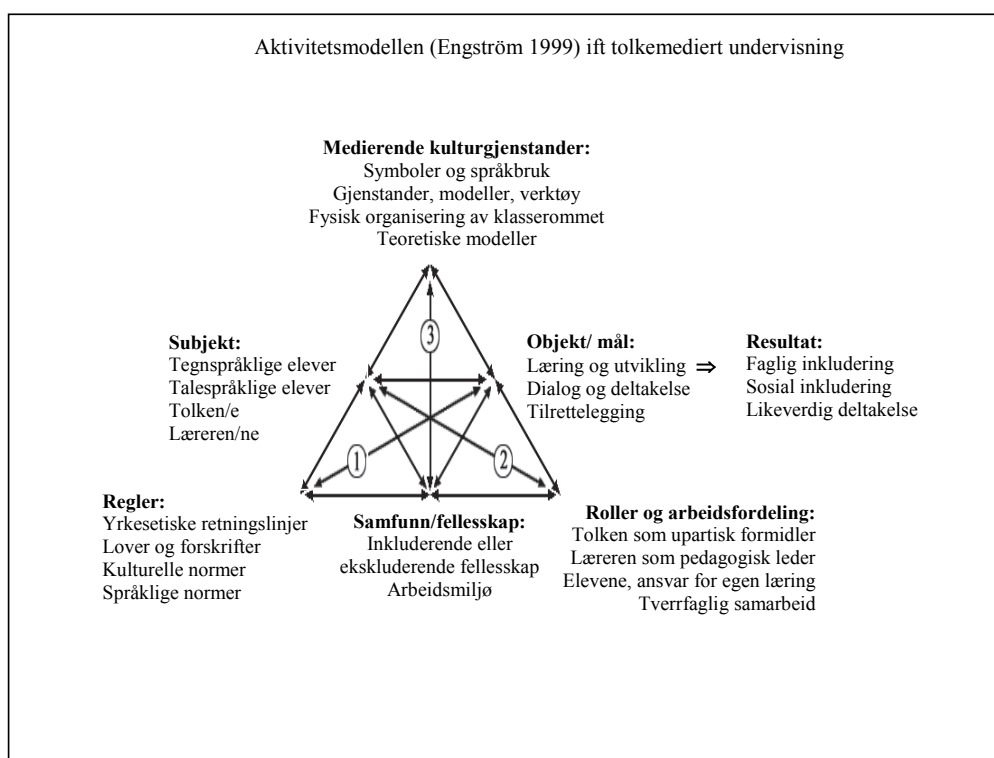 Aktivitetsmodellen (Engström 1999) ift tolkemediert undervisning
Medierende kulturgjenstander:
Symboler og språkbruk
Gjenstander, modeller, verktøy
Fysisk organisering av klasserommet
Teoretiske modeller
3
Subjekt:
Tegnspråklige elever
Talespråklige elever
Tolken/e
Læreren/ne
Objekt/ mål:
Læring og utvikling ⇒
Dialog og deltakelse
Tilrettelegging
Resultat:
Faglig inkludering
Sosial inkludering
Likeverdig deltakelse
1
2
Regler:
Yrkesetiske retningslinjer
Lover og forskrifter
Kulturelle normer
Språklige normer
Samfunn/fellesskap:
Inkluderende eller
ekskluderende fellesskap
Arbeidsmiljø
Roller og arbeidsfordeling:
Tolken som upartisk formidler
Læreren som pedagogisk leder
Elevene, ansvar for egen læring
Tverrfaglig samarbeid